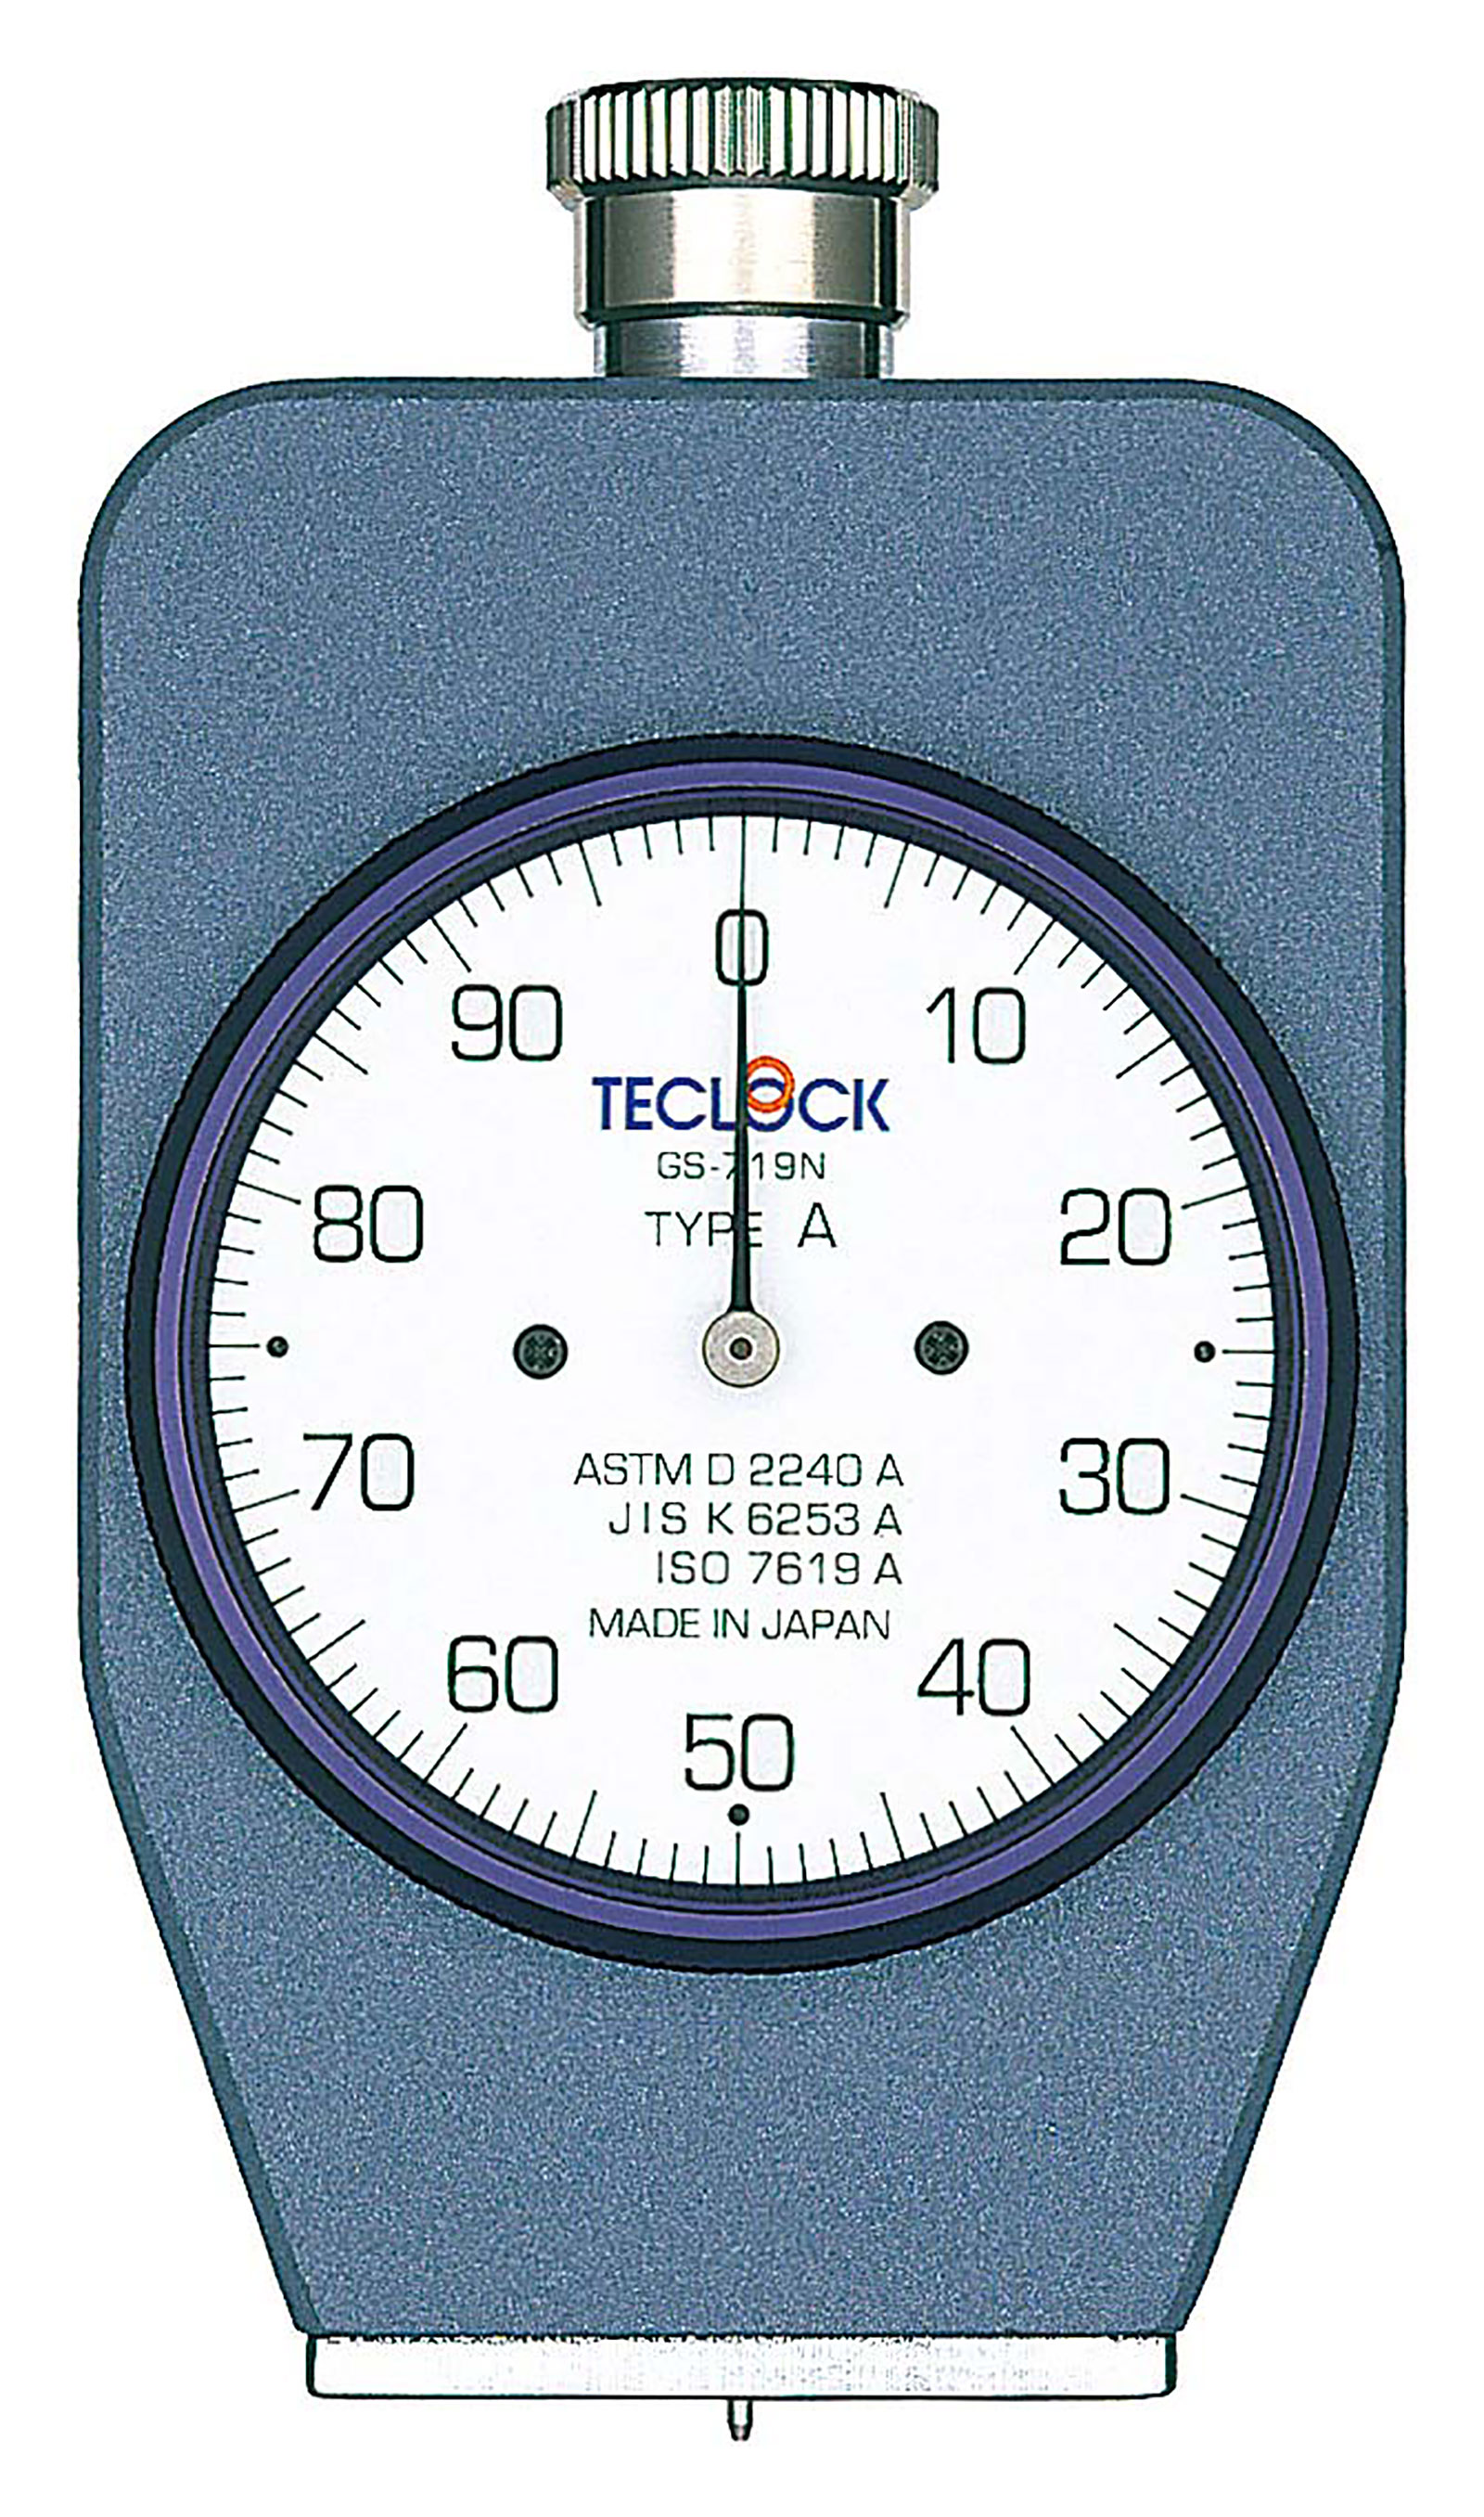 0
90 10
TECLOCK
GS-719N
TYPE A
80 20
70 30
ASTM D 2240 A
JIS K 6253 A
ISO 7619 A
MADE IN JAPAN
60 40
50